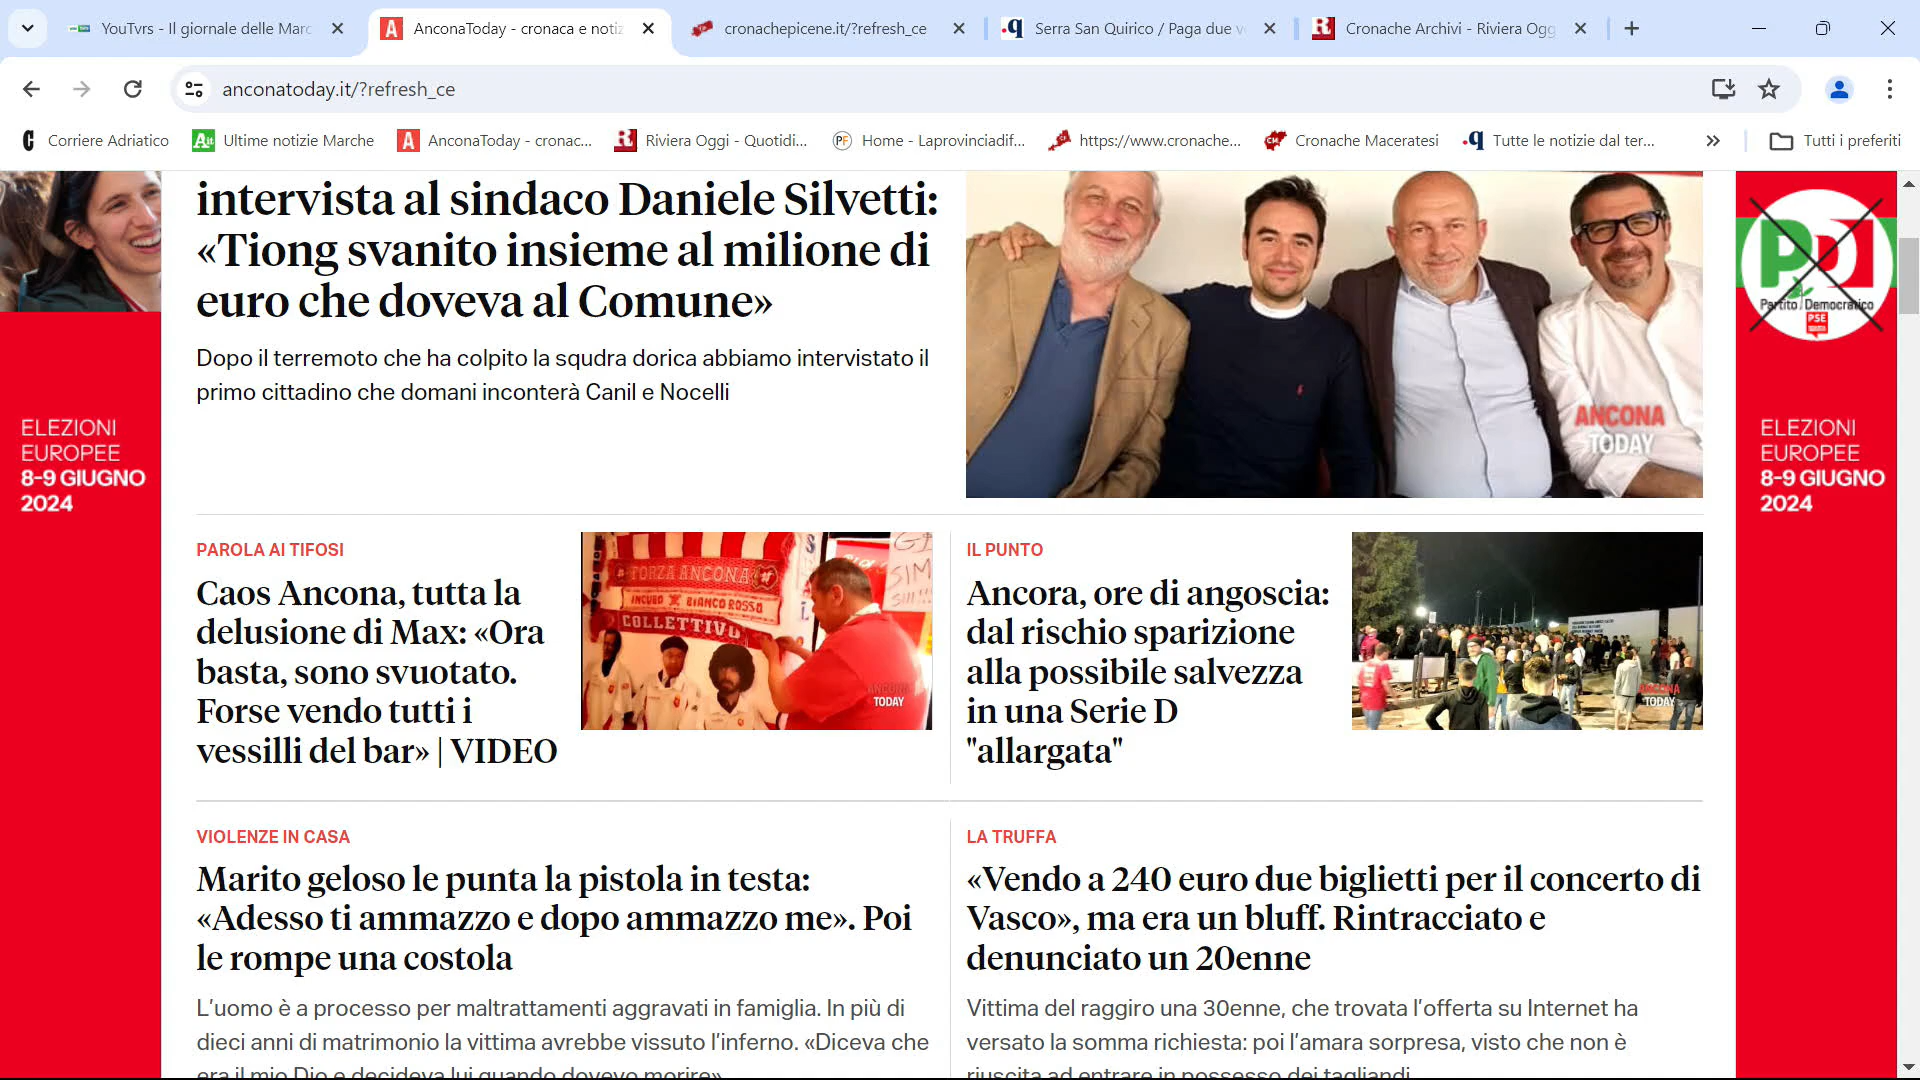 YouTvrs - Il giornale delle Marc
AnconaToday - cronaca e notiz
cronachepicene.it/?refresh_ce
Serra San Quirico / Paga due v
Cronache Archivi - Riviera Ogg
anconatoday.it/?refresh_ce
Corriere Adriatico
Ultime notizie Marche
AnconaToday - cronac...
Riviera Oggi - Quotidi...
Home - Laprovinciadif...
https://www.cronache...
Cronache Maceratesi
Tutte le notizie dal ter...
Tutti i preferiti
intervista al sindaco Daniele Silvetti:
«Tiong svanito insieme al milione di
euro che doveva al Comune»
Dopo il terremoto che ha colpito la squdra dorica abbiamo intervistato il
primo cittadino che domani inconterà Canil e Nocelli
ANCONA
TODAY
PD
Partito Democratico
PSE
ELEZIONI
EUROPEE
8-9 GIUGNO
2024
ELEZIONI
EUROPEE
8-9 GIUGNO
2024
PAROLA AI TIFOSI
Caos Ancona, tutta la
delusione di Max: «Ora
basta, sono svuotato.
Forse vendo tutti i
vessilli del bar» | VIDEO
FORZA ANCONA
INCUBO BIANCO ROSSO
COLLETTIVO
ANCONA
TODAY
IL PUNTO
Ancora, ore di angoscia:
dal rischio sparizione
alla possibile salvezza
in una Serie D
"allargata"
ANCONA
TODAY
VIOLENZE IN CASA
Marito geloso le punta la pistola in testa:
«Adesso ti ammazzo e dopo ammazzo me». Poi
le rompe una costola
L'uomo è a processo per maltrattamenti aggravati in famiglia. In più di
dieci anni di matrimonio la vittima avrebbe vissuto l'inferno. «Diceva che
era il mio Dio e decideva lui quando dovevo morire»
LA TRUFFA
«Vendo a 240 euro due biglietti per il concerto di
Vasco», ma era un bluff. Rintracciato e
denunciato un 20enne
Vittima del raggiro una 30enne, che trovata l'offerta su Internet ha
versato la somma richiesta: poi l'amara sorpresa, visto che non è
riuscita ad entrare in possesso dei tagliandi